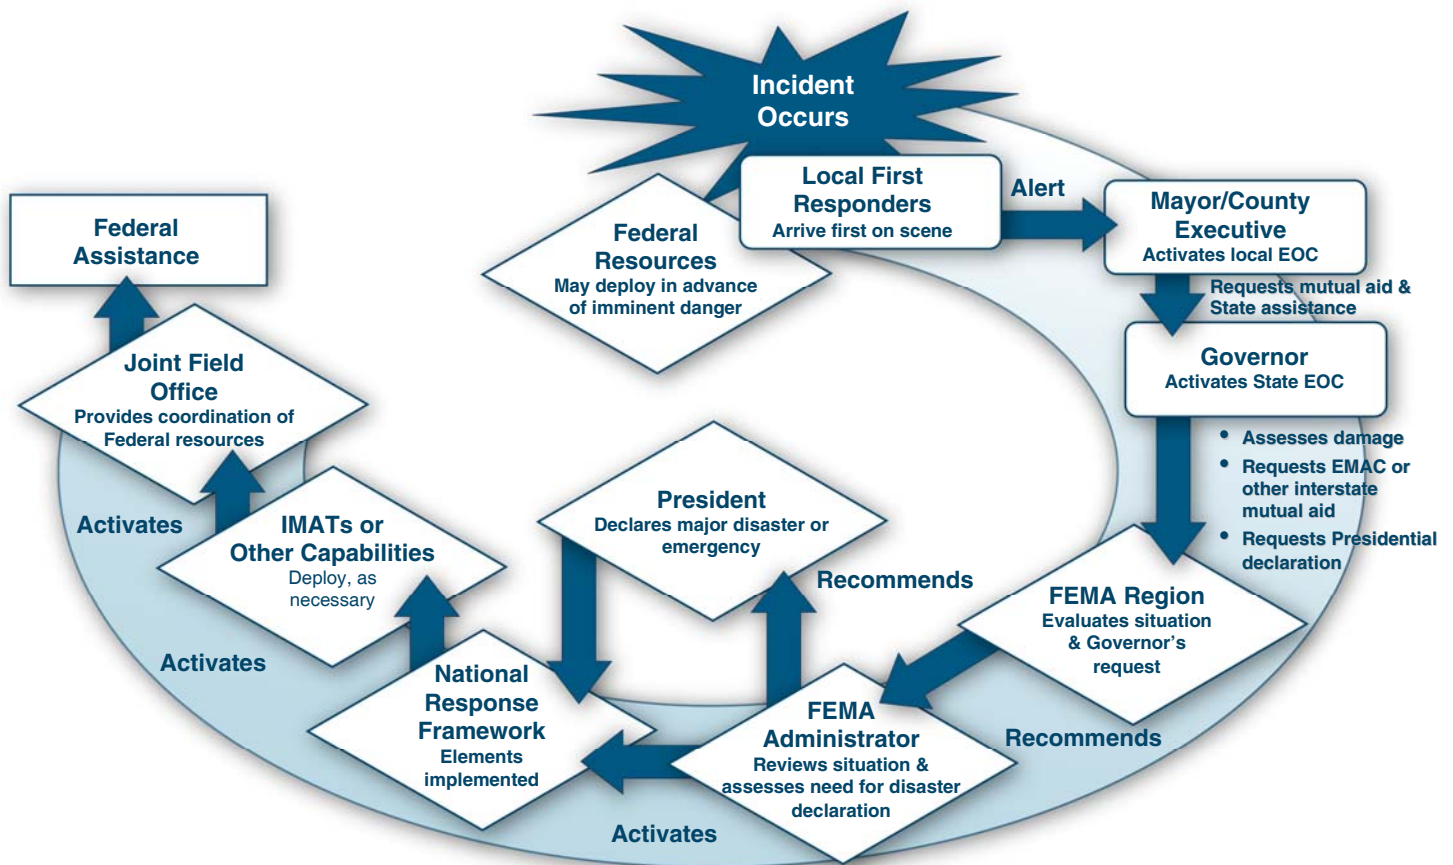 Incident
Occurs
Local First
Responders
Arrive first on scene
Alert
Mayor/County
Executive
Activates local EOC
Requests mutual aid &
State assistance
Governor
Activates State EOC
• Assesses damage
• Requests EMAC or
other interstate
mutual aid
• Requests Presidential
declaration
FEMA Region
Evaluates situation
& Governor's
request
Recommends
FEMA
Administrator
Reviews situation &
assesses need for disaster
declaration
Recommends
President
Declares major disaster or
emergency
Activates
National
Response
Framework
Elements
implemented
Activates
IMATs or
Other Capabilities
Deploy, as
necessary
Activates
Joint Field
Office
Provides coordination of
Federal resources
Federal
Assistance
Federal
Resources
May deploy in advance
of imminent danger